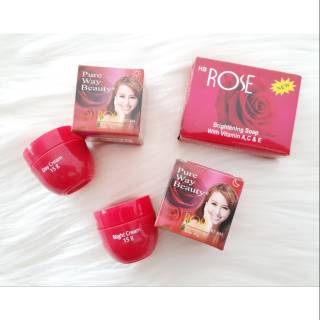 Pure
Way
Beauty
HB
ROSE
NEW
Brightening Soap
With Vitamin A,C & E
Day Cream
15 g
Pure
Way
Beauty
Night Cream
15 g